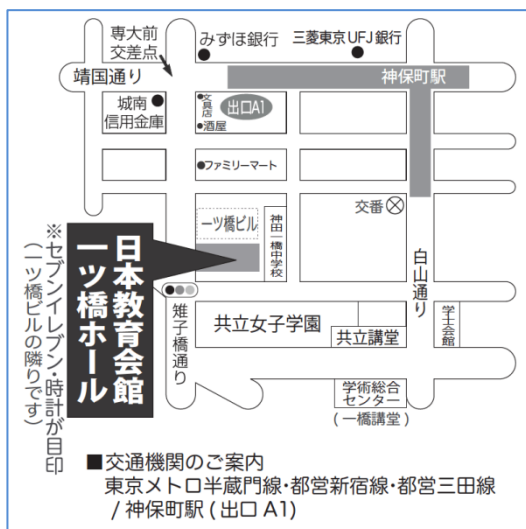 専大前
交差点
みずほ銀行
三菱東京UFJ銀行
靖国通り
神保町駅
城南
信用金庫
文具店
出口A1
酒屋
ファミリーマート
交番
一ツ橋ビル
神田一橋中学校
白山通り
日本教育会館
一ツ橋ホール
※セブンイレブン・時計が目印
(一ツ橋ビルの隣りです)
雉子橋通り
共立女子学園
共立講堂
学士会館
学術総合
センター
(一橋講堂)
■交通機関のご案内
東京メトロ半蔵門線・都営新宿線・都営三田線
/ 神保町駅 ( 出口 A1)